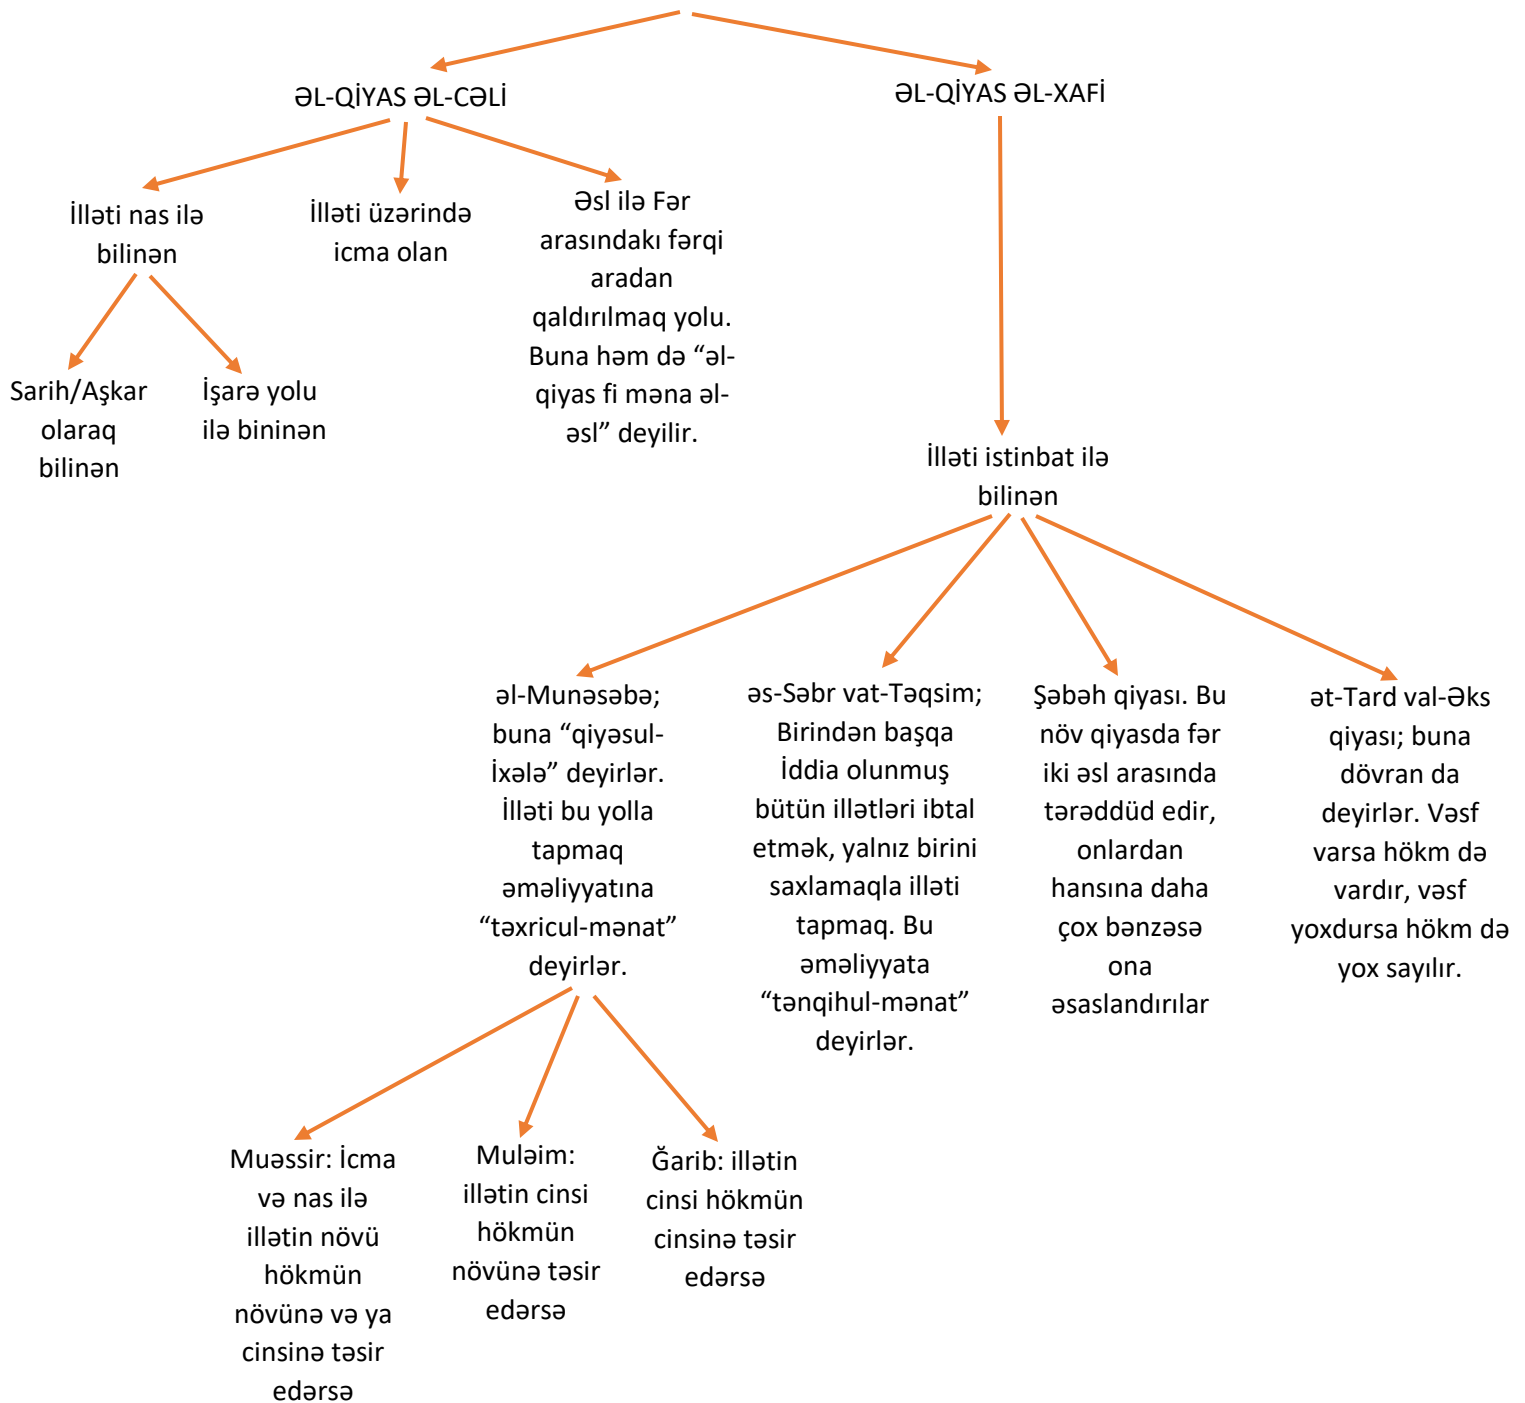 ƏL-QİYAS ƏL-CƏLİ
ƏL-QİYAS ƏL-XAFİ
İlləti nas ilə
bilinən
İlləti üzərində
icma olan
Əsl ilə Fər
arasındakı fərqi
aradan
qaldırılmaq yolu.
Buna həm də “əl-
qiyas fi məna əl-
əsl” deyilir.
Sarih/Aşkar
olaraq
bilinən
İşarə yolu
ilə bininən
İlləti istinbat ilə
bilinən
əl-Munəsəbə;
buna “qiyəsul-
İxələ” deyirlər.
İlləti bu yolla
tapmaq
əməliyyatına
“təxricul-mənat”
deyirlər.
əs-Səbr vat-Təqsim;
Birindən başqa
İddia olunmuş
bütün illətləri ibtal
etmək, yalnız birini
saxlamaqla illəti
tapmaq. Bu
əməliyyata
“tənqihul-mənat”
deyirlər.
Şəbəh qiyası. Bu
növ qiyasda fər
iki əsl arasında
tərəddüd edir,
onlardan
hansına daha
çox bənzəsə
ona
əsaslandırılar
ət-Tard val-Əks
qiyası; buna
dövran da
deyirlər. Vəsf
varsa hökm də
vardır, vəsf
yoxdursa hökm də
yox sayılır.
Muəssir: İcma
və nas ilə
illətin növü
hökmün
növünə və ya
cinsinə təsir
edərsə
Muləim:
illətin cinsi
hökmün
növünə təsir
edərsə
Ğarib: illətin
cinsi hökmün
cinsinə təsir
edərsə